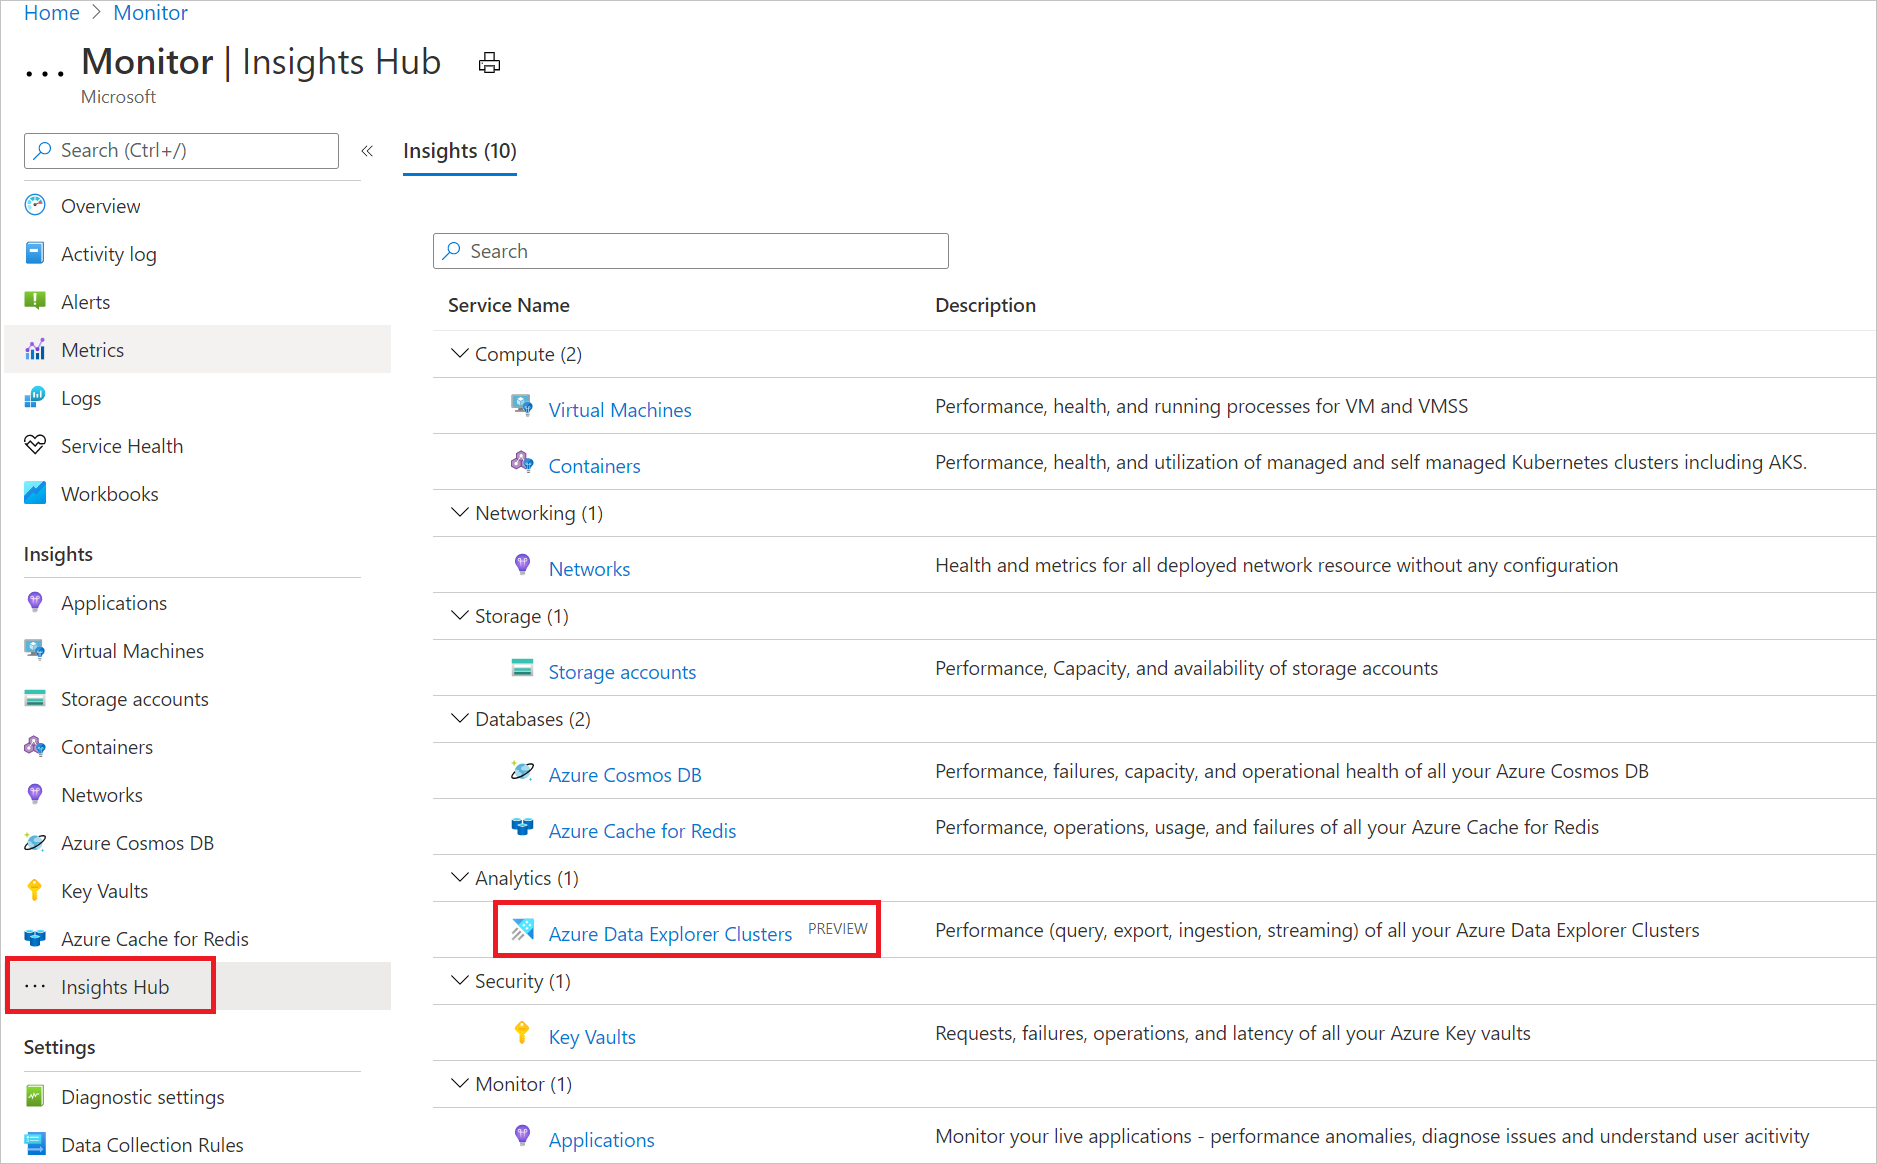 Home > Monitor
... Monitor | Insights Hub
Microsoft
Search (Ctrl+/)
«
Overview
Activity log
Alerts
Metrics
Logs
Service Health
Workbooks
Insights
Applications
Virtual Machines
Storage accounts
Containers
Networks
Azure Cosmos DB
Key Vaults
Azure Cache for Redis
... Insights Hub
Settings
Diagnostic settings
Data Collection Rules
Insights (10)
Search
Service Name Description
Compute (2)
Virtual Machines Performance, health, and running processes for VM and VMSS
Containers Performance, health, and utilization of managed and self managed Kubernetes clusters including AKS.
Networking (1)
Networks Health and metrics for all deployed network resource without any configuration
Storage (1)
Storage accounts Performance, Capacity, and availability of storage accounts
Databases (2)
Azure Cosmos DB Performance, failures, capacity, and operational health of all your Azure Cosmos DB
Azure Cache for Redis Performance, operations, usage, and failures of all your Azure Cache for Redis
Analytics (1)
Azure Data Explorer Clusters PREVIEW Performance (query, export, ingestion, streaming) of all your Azure Data Explorer Clusters
Security (1)
Key Vaults Requests, failures, operations, and latency of all your Azure Key vaults
Monitor (1)
Applications Monitor your live applications - performance anomalies, diagnose issues and understand user acitivity